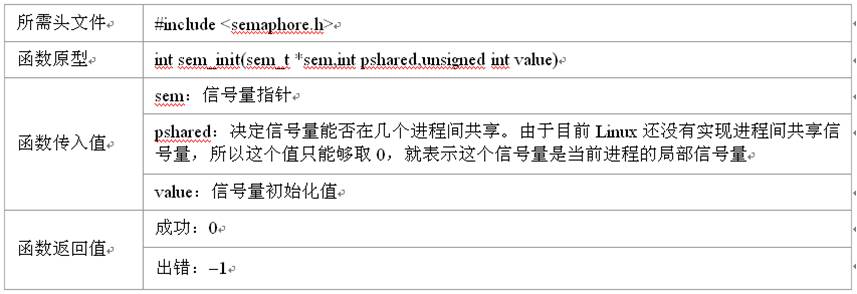 所需头文件
#include <semaphore.h>
函数原型
int sem_init(sem_t *sem,int pshared,unsigned int value)
函数传入值
sem：信号量指针
pshared：决定信号量能否在几个进程间共享。由于目前 Linux 还没有实现进程间共享信
号量，所以这个值只能够取 0，就表示这个信号量是当前进程的局部信号量
value：信号量初始化值
函数返回值
成功：0
出错：–1